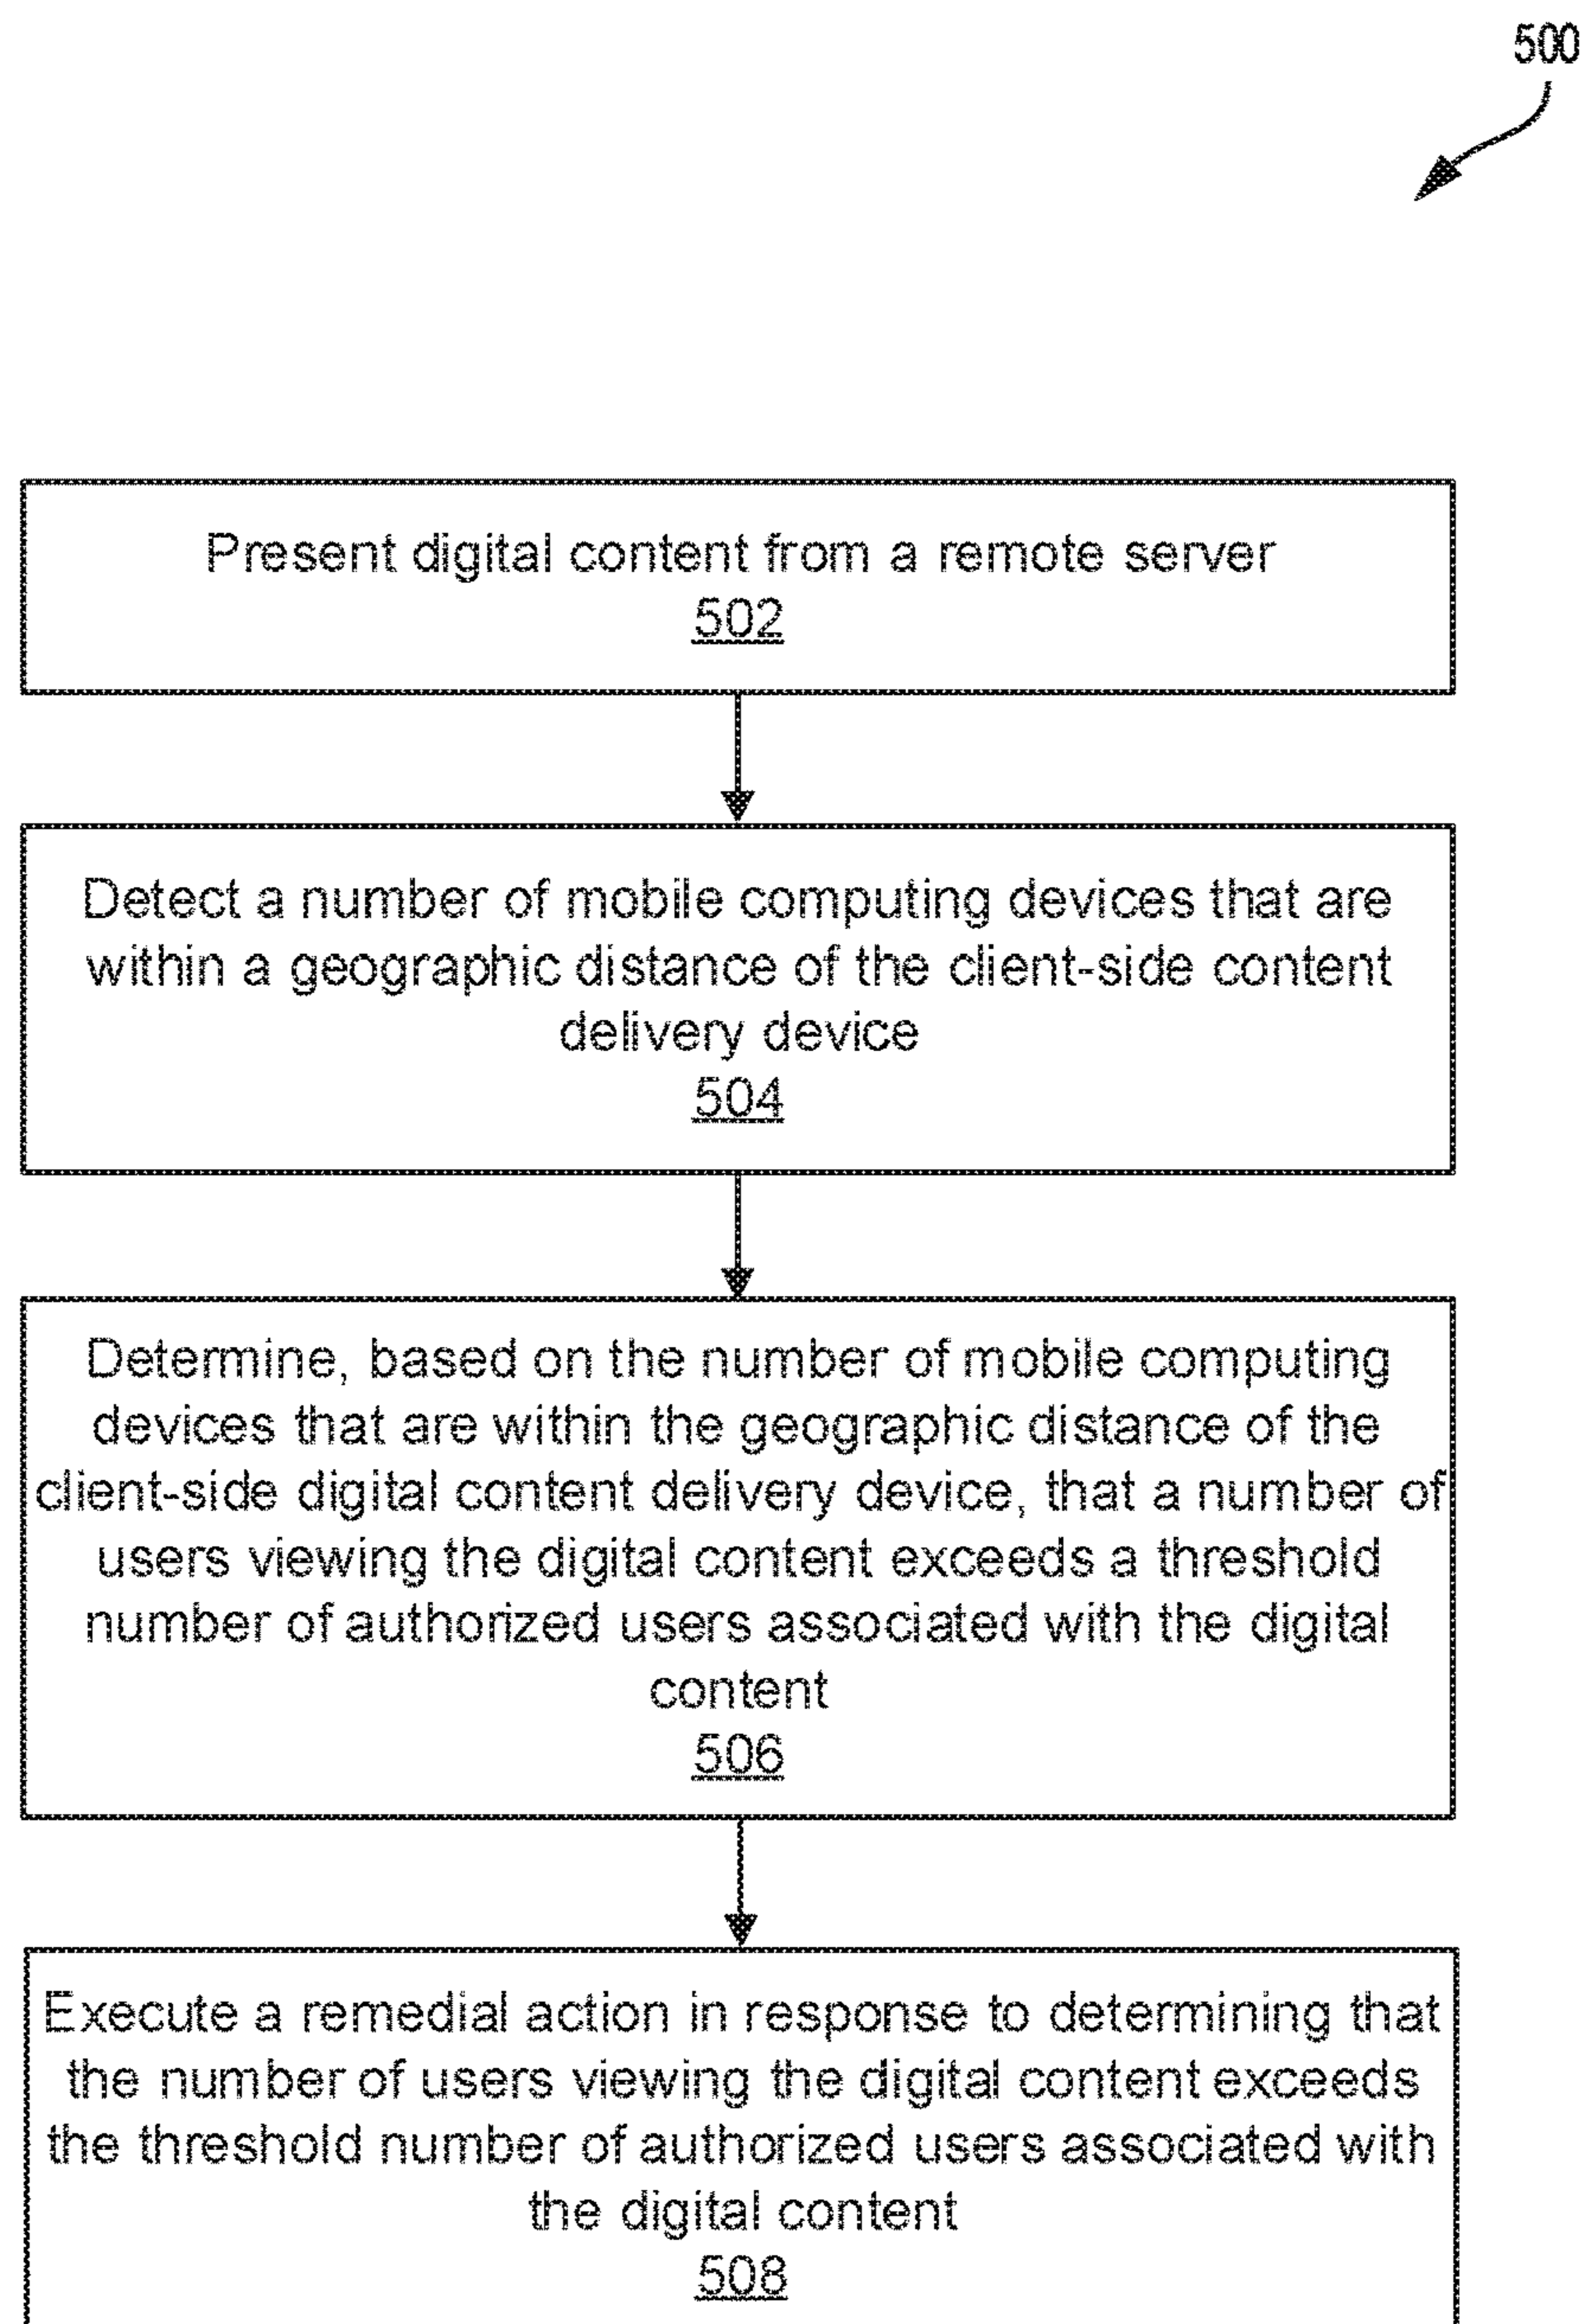 500
Present digital content from a remote server
502
Detect a number of mobile computing devices that are
within a geographic distance of the client-side content
delivery device
504
Determine, based on the number of mobile computing
devices that are within the geographic distance of the
client-side digital content delivery device, that a number of
users viewing the digital content exceeds a threshold
number of authorized users associated with the digital
content
506
Execute a remedial action in response to determining that
the number of users viewing the digital content exceeds
the threshold number of authorized users associated with
the digital content
508